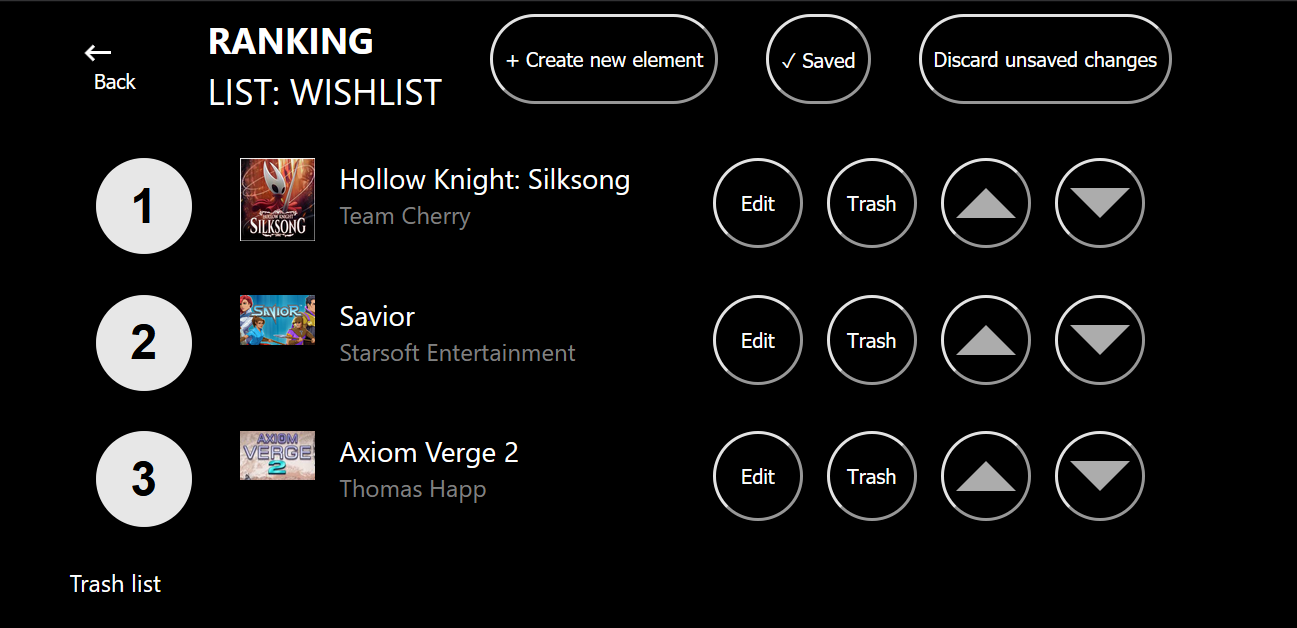 ← Back
RANKING
LIST: WISHLIST
+ Create new element
✓ Saved
Discard unsaved changes
1
HOLLOW KNIGHT
SILKSONG
Hollow Knight: Silksong
Team Cherry
Edit
Trash
2
SAVIOR
Savior
Starsoft Entertainment
Edit
Trash
3
AXIOM
VERGE
2
Axiom Verge 2
Thomas Happ
Edit
Trash
Trash list